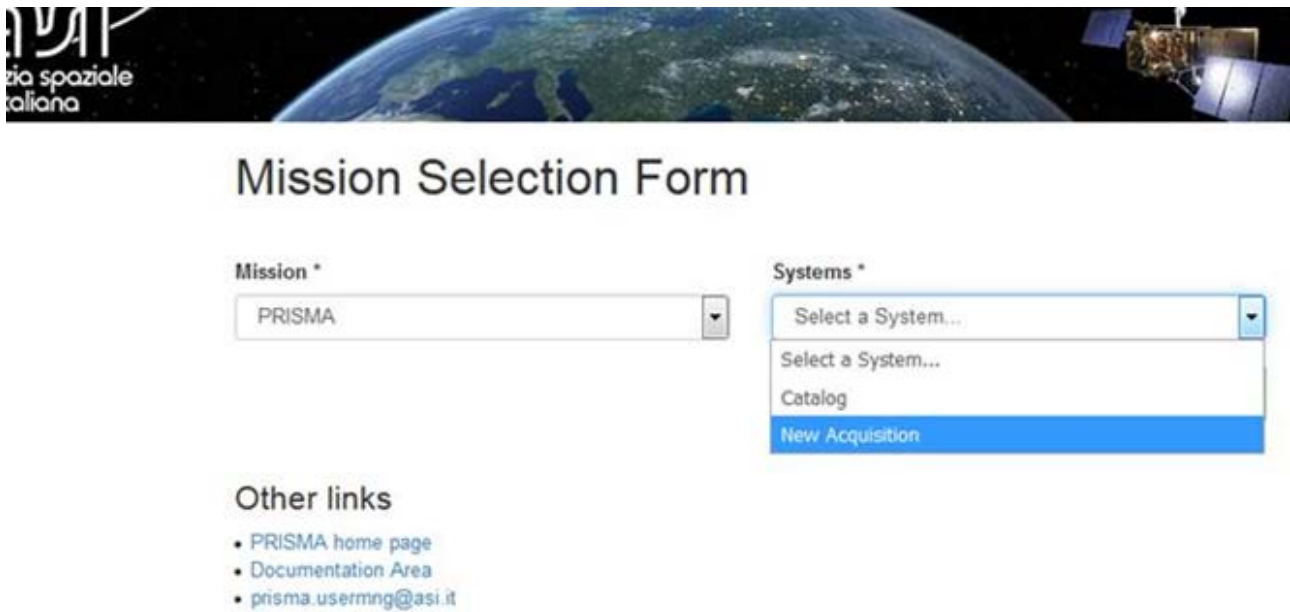 zia spaziale
taliana
Mission Selection Form
Mission *
Systems *
PRISMA
Select a System...
Select a System...
Catalog
New Acquisition
Other links
• PRISMA home page
• Documentation Area
• prisma.usermng@asi.it